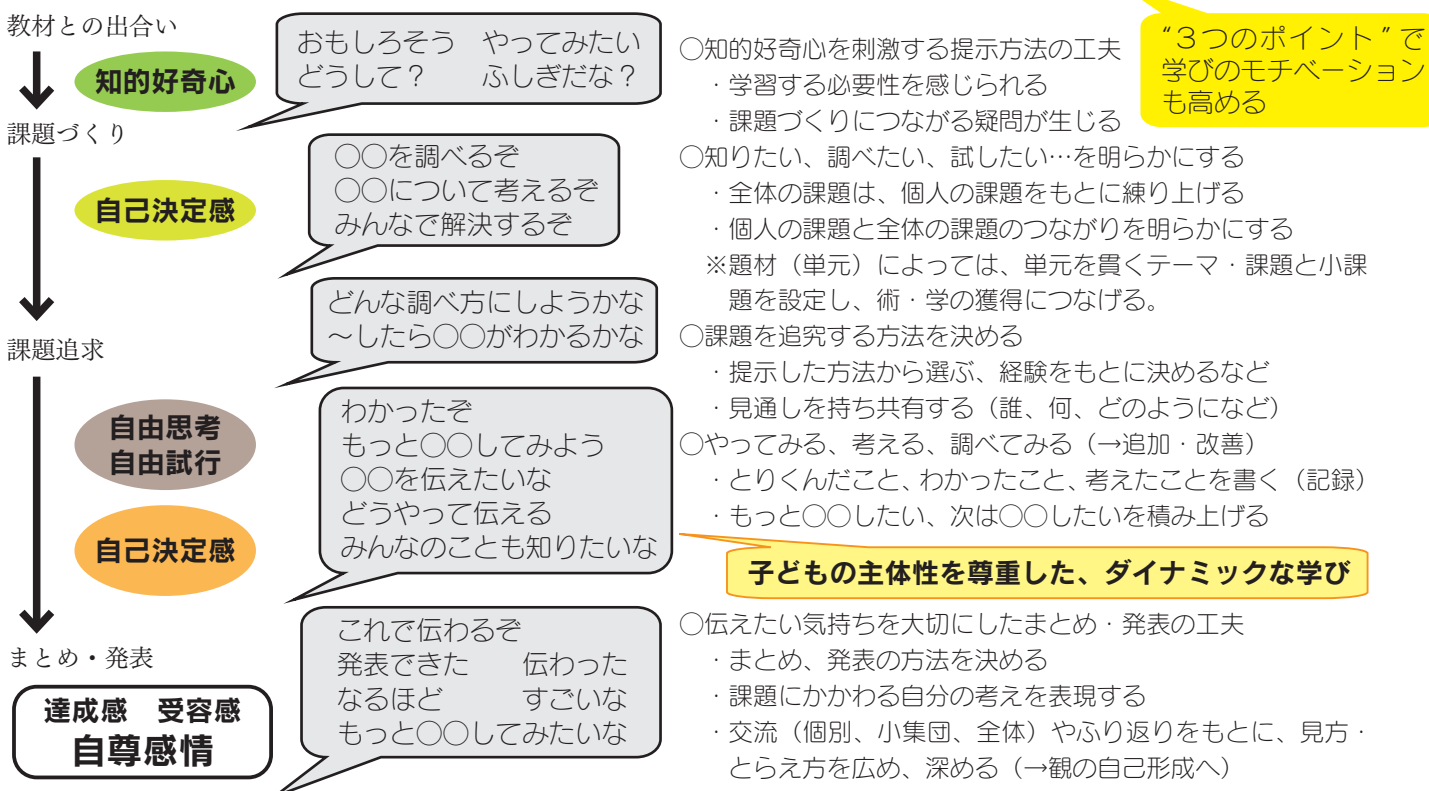 教材との出合い
知的好奇心
おもしろそう　やってみたい
どうして？　　ふしぎだな？
○知的好奇心を刺激する提示方法の工夫
・学習する必要性を感じられる
・課題づくりにつながる疑問が生じる
“３つのポイント”で
学びのモチベーション
も高める
課題づくり
自己決定感
○○を調べるぞ
○○について考えるぞ
みんなで解決するぞ
○知りたい、調べたい、試したい…を明らかにする
・全体の課題は、個人の課題をもとに練り上げる
・個人の課題と全体の課題のつながりを明らかにする
※題材（単元）によっては、単元を貫くテーマ・課題と小課
題を設定し、術・学の獲得につなげる。
どんな調べ方にしようかな
～したら○○がわかるかな
課題追求
○課題を追究する方法を決める
・提示した方法から選ぶ、経験をもとに決めるなど
・見通しを持ち共有する（誰、何、どのようになど）
自由思考
自由試行
自己決定感
わかったぞ
もっと○○してみよう
○○を伝えたいな
どうやって伝える
みんなのことも知りたいな
○やってみる、考える、調べてみる（→追加・改善）
・とりくんだこと、わかったこと、考えたことを書く（記録）
・もっと○○したい、次は○○したいを積み上げる
子どもの主体性を尊重した、ダイナミックな学び
まとめ・発表
達成感　受容感
自尊感情
これで伝わるぞ
発表できた　　伝わった
なるほど　　　すごいな
もっと○○してみたいな
○伝えたい気持ちを大切にしたまとめ・発表の工夫
・まとめ、発表の方法を決める
・課題にかかわる自分の考えを表現する
・交流（個別、小集団、全体）やふり返りをもとに、見方・
とらえ方を広め、深める（→観の自己形成へ）